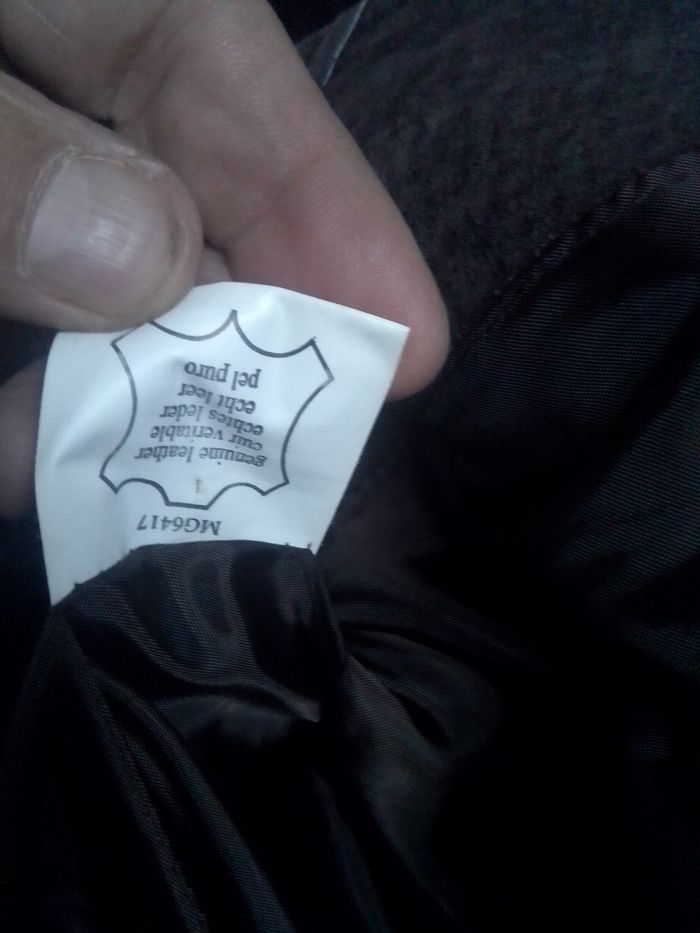 MG6417
genuine leather
cuir veritable
echtes leder
echt leer
pel puro